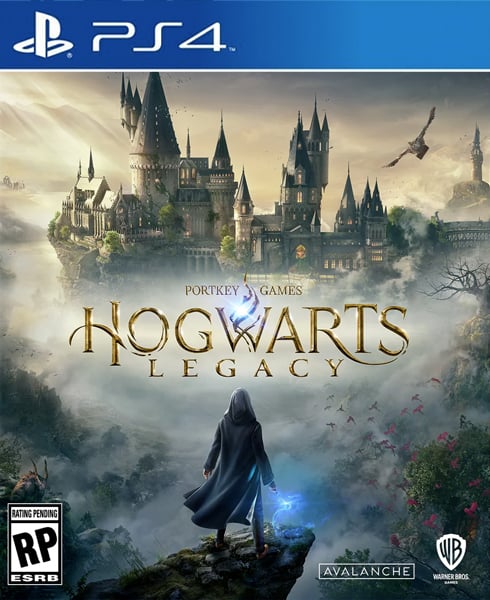 PS4
PORTKEY GAMES
HOGWARTS
LEGACY
RATING PENDING
RP
ESRB
AVALANCHE
WB
WARNER BROS.
GAMES